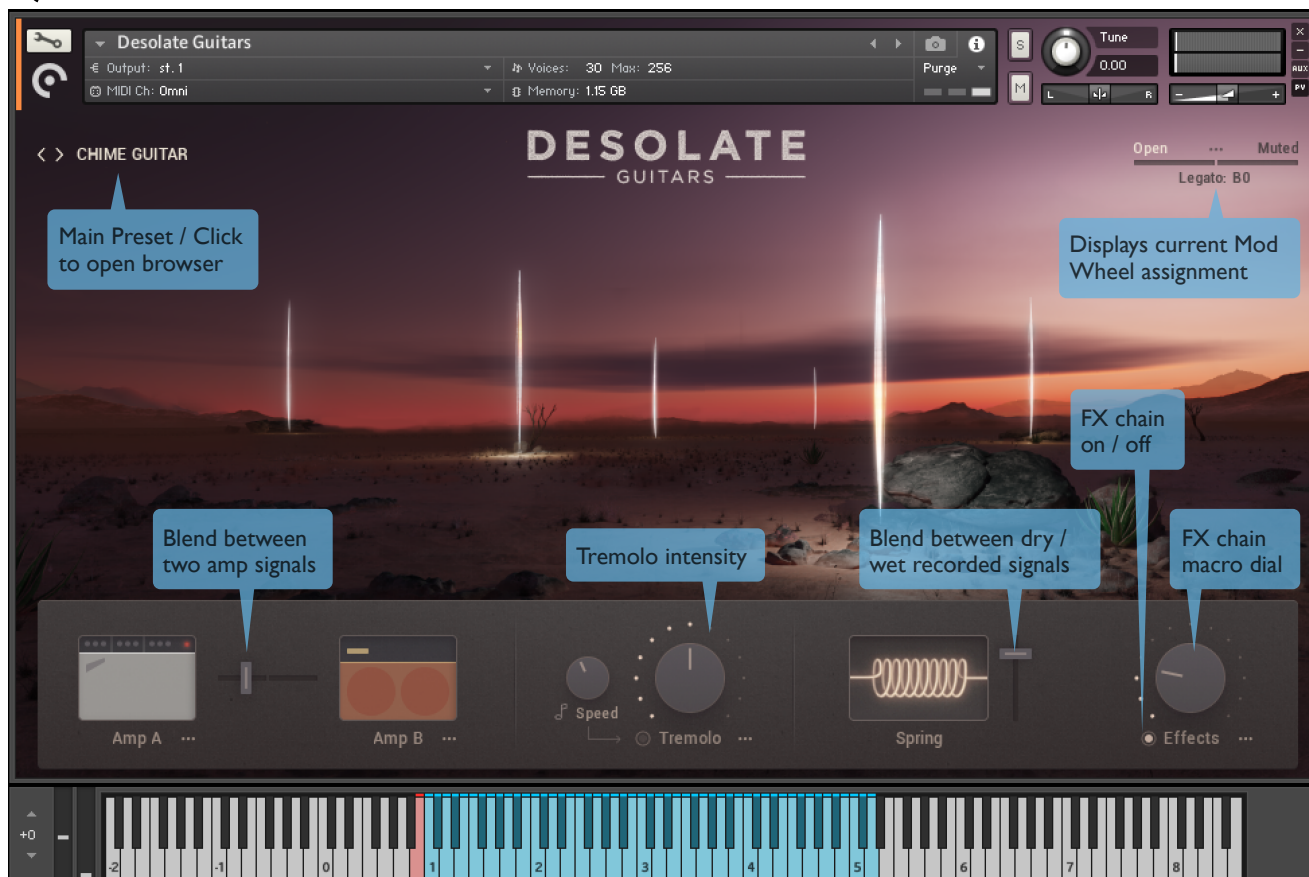 Desolate Guitars
Output: st. 1
Voices: 30 Max: 256
Purge
MIDI Ch: Omni
Memory: 1.15 GB
S
M
Tune
0.00
L R
- +
×
-
AUX
PV
< > CHIME GUITAR
DESOLATE
GUITARS
Open ... Muted
Legato: B0
Main Preset / Click
to open browser
Displays current Mod
Wheel assignment
FX chain
on / off
Blend between
two amp signals
Tremolo intensity
Blend between dry /
wet recorded signals
FX chain
macro dial
Amp A ...
Amp B ...
Speed
Tremolo ...
Spring
Effects ...
+0
-2 -1 0 1 2 3 4 5 6 7 8